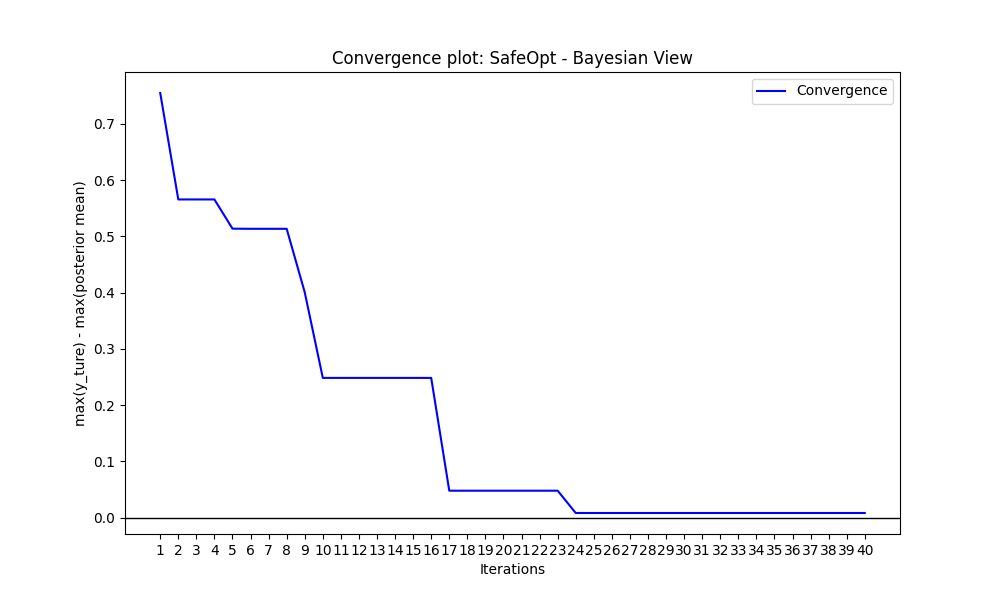 Convergence plot: SafeOpt - Bayesian View
Convergence
max(y_ture) - max(posterior mean)
0.7
0.6
0.5
0.4
0.3
0.2
0.1
0.0
1 2 3 4 5 6 7 8 9 10 11 12 13 14 15 16 17 18 19 20 21 22 23 24 25 26 27 28 29 30 31 32 33 34 35 36 37 38 39 40
Iterations